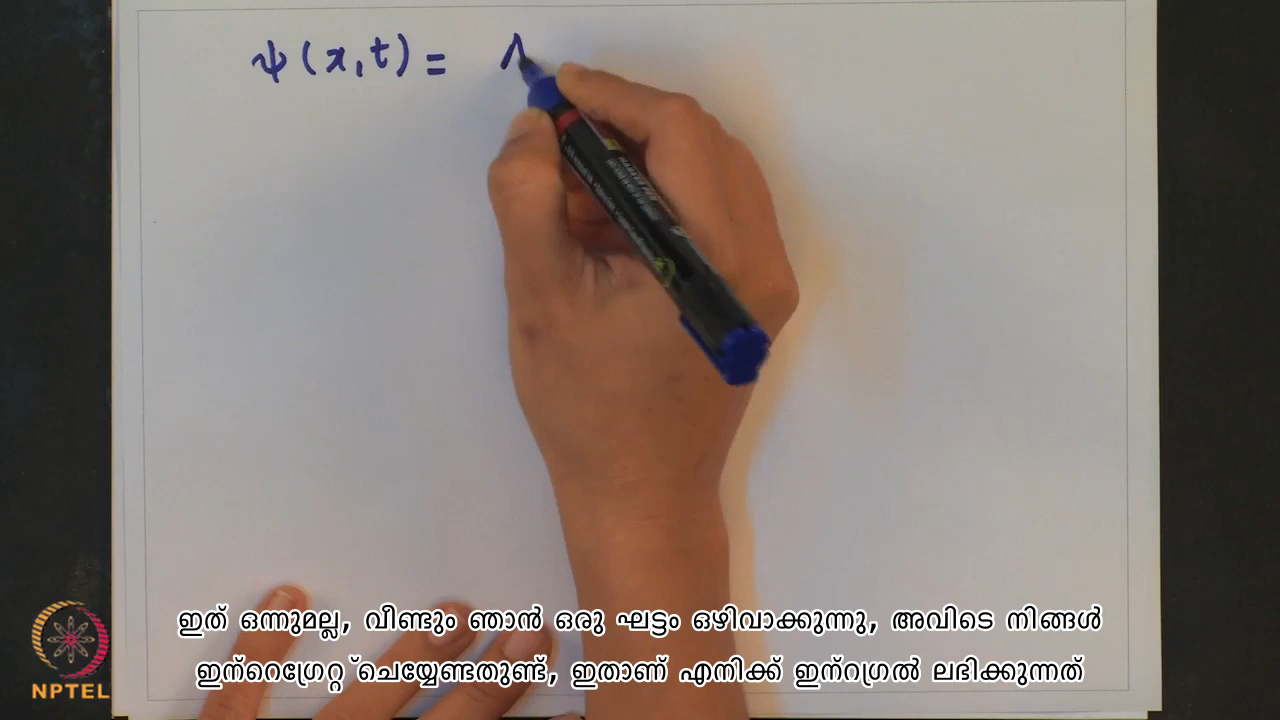 ψ(x,t) =
ഇത് ഒന്നുമല്ല, വീണ്ടും ഞാൻ ഒരു ഘട്ടം ഒഴിവാക്കുന്നു, അവിടെ നിങ്ങൾ
ഇന്റെഗ്രേറ്റ് ചെയ്യേണ്ടതുണ്ട്, ഇതാണ് എനിക്ക് ഇന്റഗ്രൽ ലഭിക്കുന്നത്
NPTEL